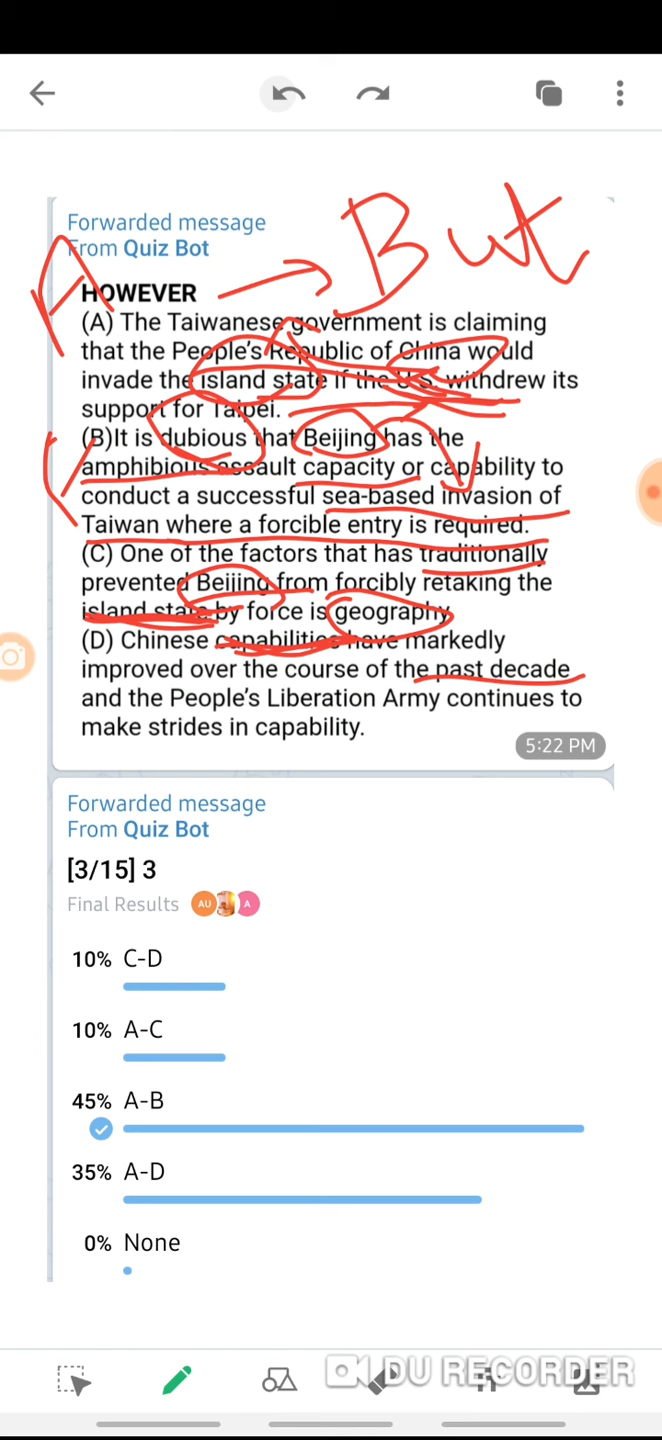 But
Forwarded message
From Quiz Bot
HOWEVER
(A) The Taiwanese government is claiming
that the People's Republic of China would
invade the island state if the U.S. withdrew its
support for Taipei.
(B)It is dubious that Beijing has the
amphibious assault capacity or capability to
conduct a successful sea-based invasion of
Taiwan where a forcible entry is required.
(C) One of the factors that has traditionally
prevented Beijing from forcibly retaking the
island state by force is geography
(D) Chinese capabilities have markedly
improved over the course of the past decade
and the People's Liberation Army continues to
make strides in capability.
5:22 PM
Forwarded message
From Quiz Bot
[3/15] 3
Final Results AU A
10% C-D
10% A-C
45% A-B
35% A-D
0% None
DU RECORDER